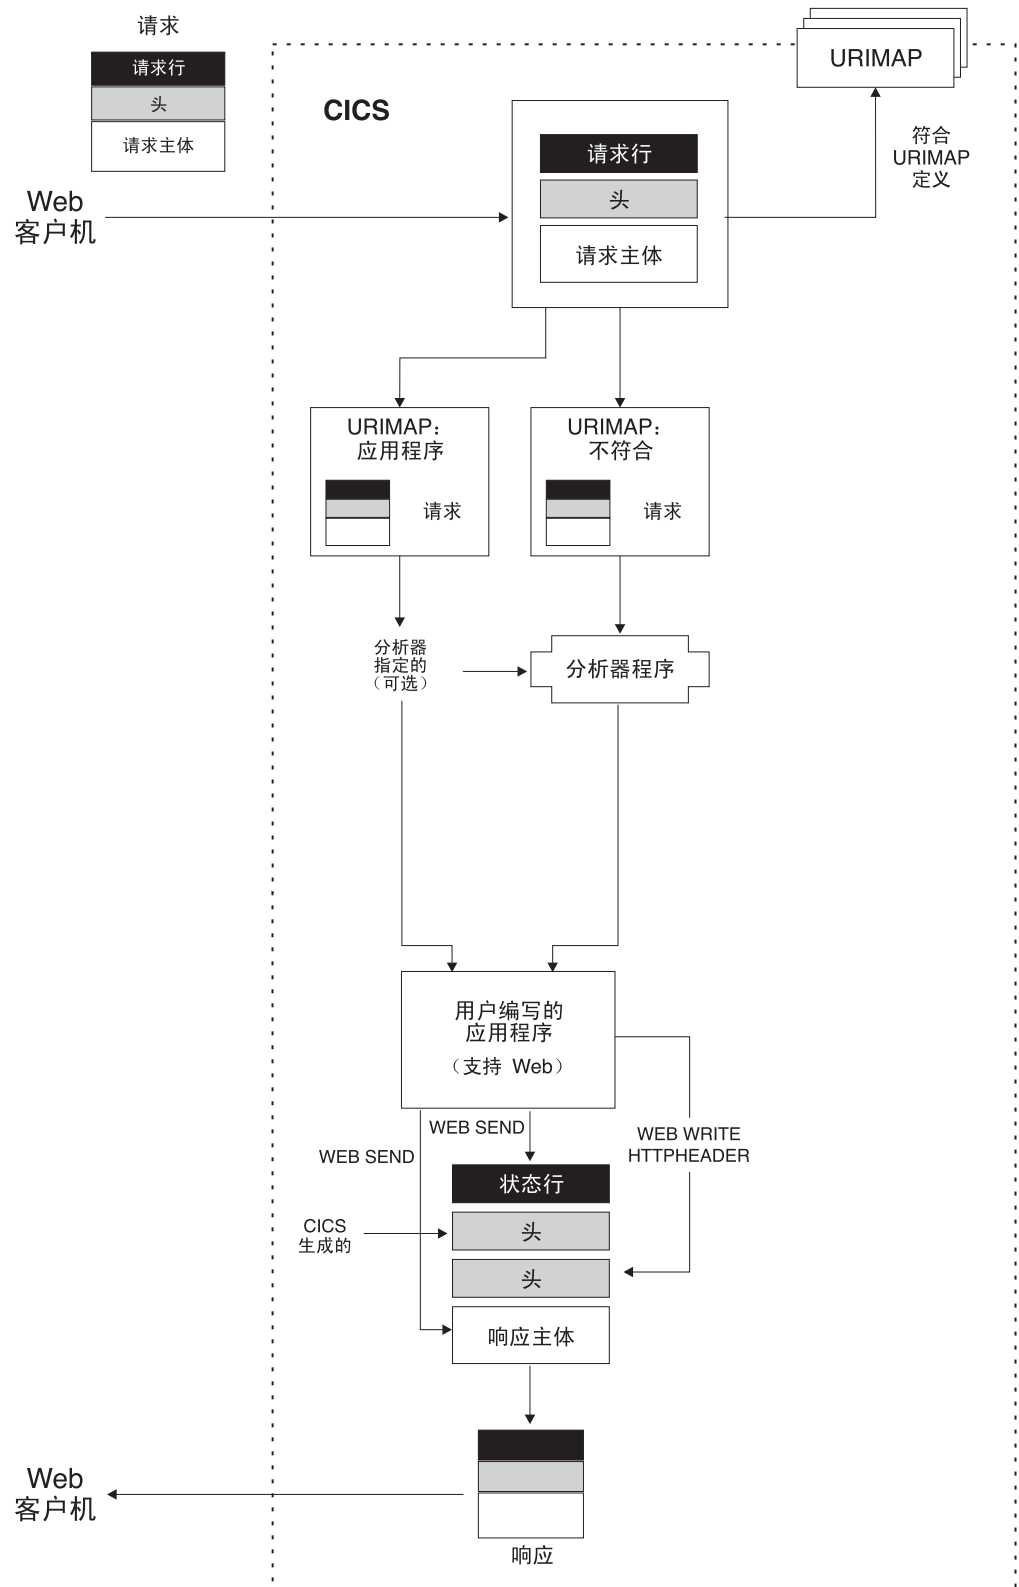 请求
请求行
头
请求主体
URIMAP
CICS
符合
URIMAP
定义
请求行
头
请求主体
Web
客户机
URIMAP：
应用程序
请求
URIMAP：
不符合
请求
分析器
指定的
（可选）
分析器程序
用户编写的
应用程序
（支持 Web）
WEB SEND
WEB SEND
WEB WRITE
HTTPHEADER
状态行
CICS
生成的
头
头
响应主体
Web
客户机
响应